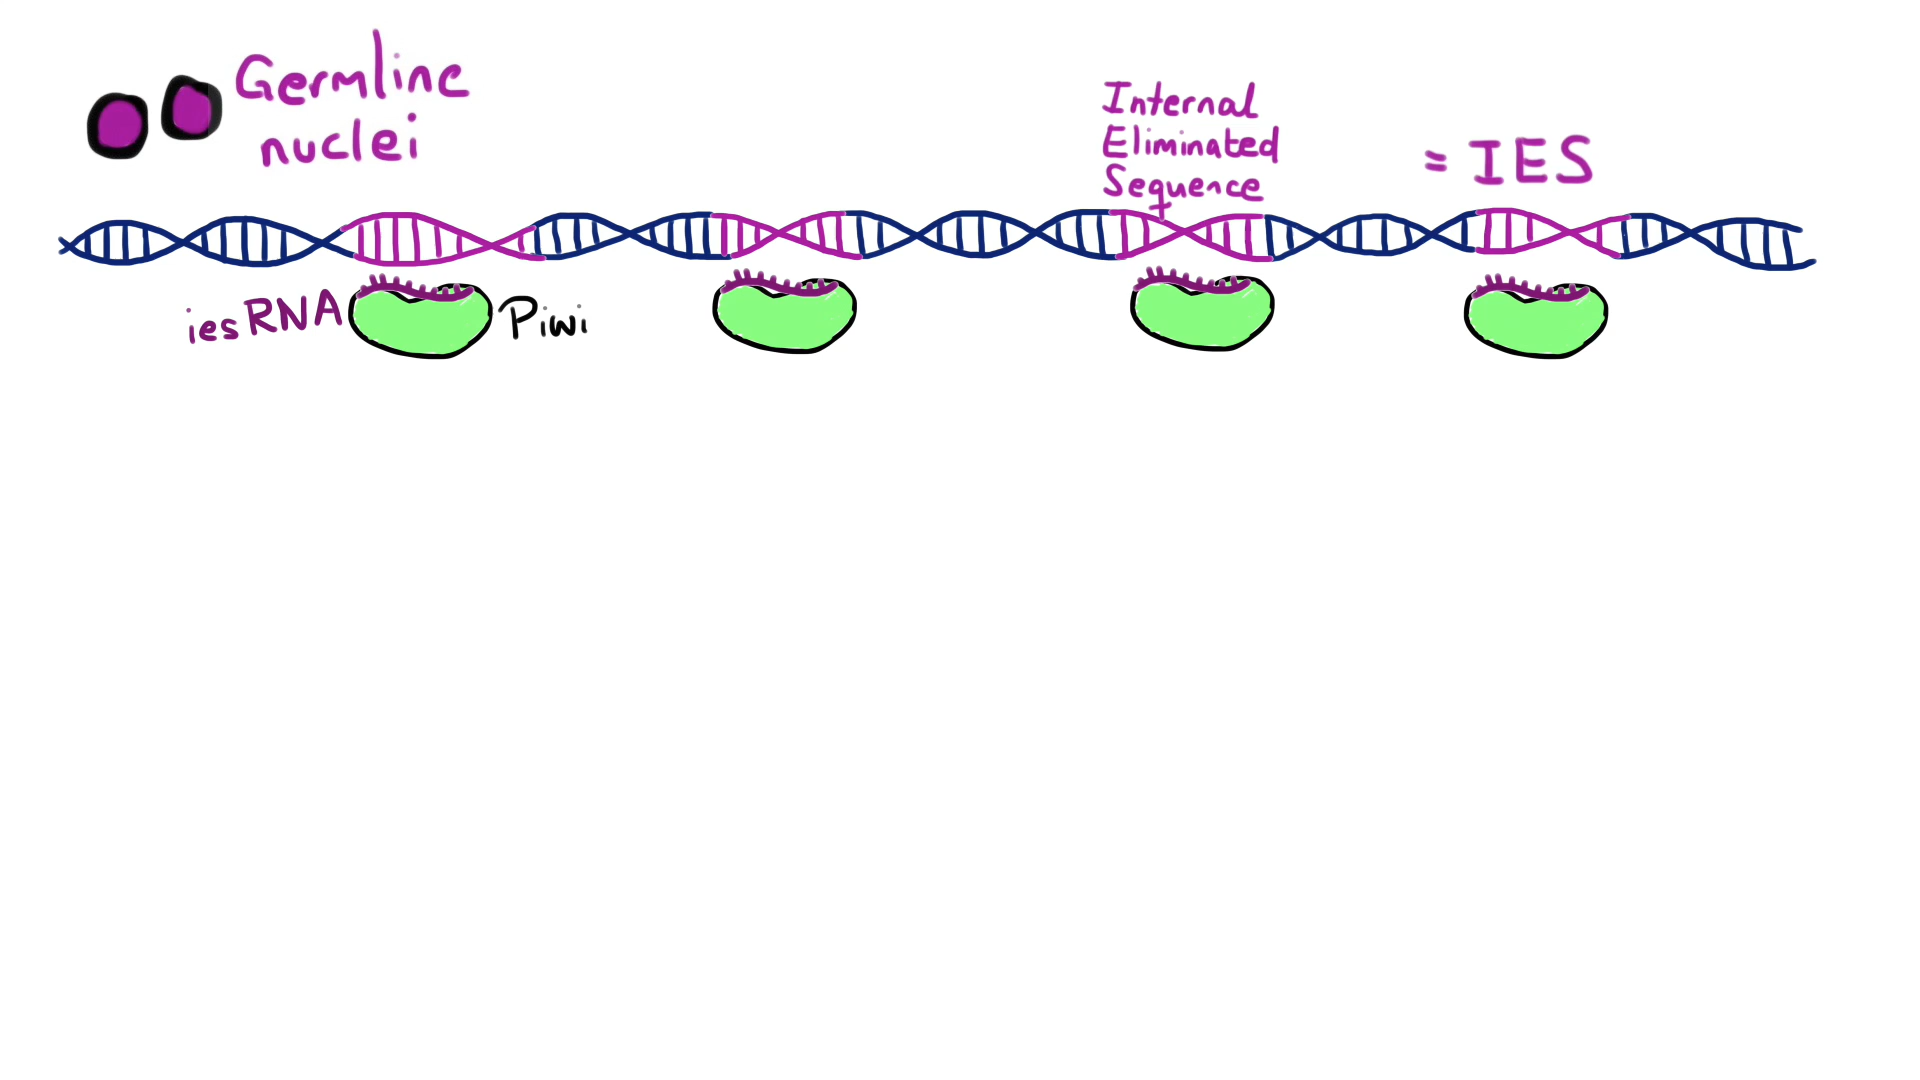 Germline
nuclei
Internal
Eliminated
Sequence
= IES
iesRNA
Piwi